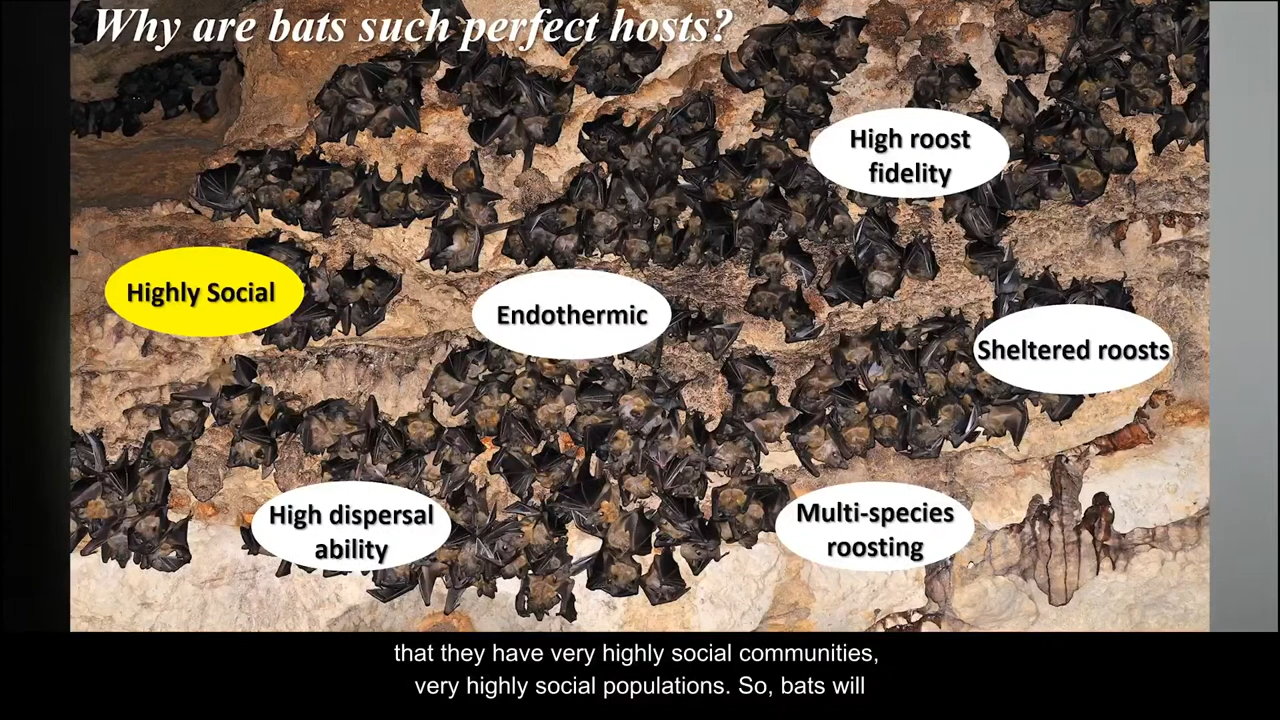 Why are bats such perfect hosts?
High roost
fidelity
Highly Social
Endothermic
Sheltered roosts
High dispersal
ability
Multi-species
roosting
that they have very highly social communities,
very highly social populations. So, bats will